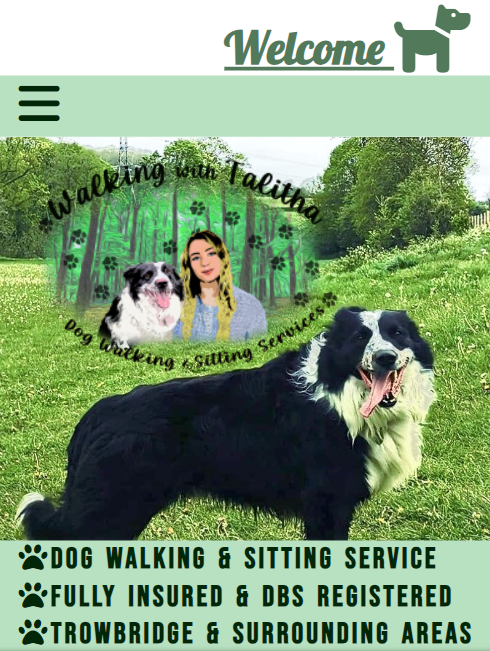 Welcome
Walking with Talitha
Dog Walking & Sitting Services
DOG WALKING & SITTING SERVICE
FULLY INSURED & DBS REGISTERED
TROWBRIDGE & SURROUNDING AREAS